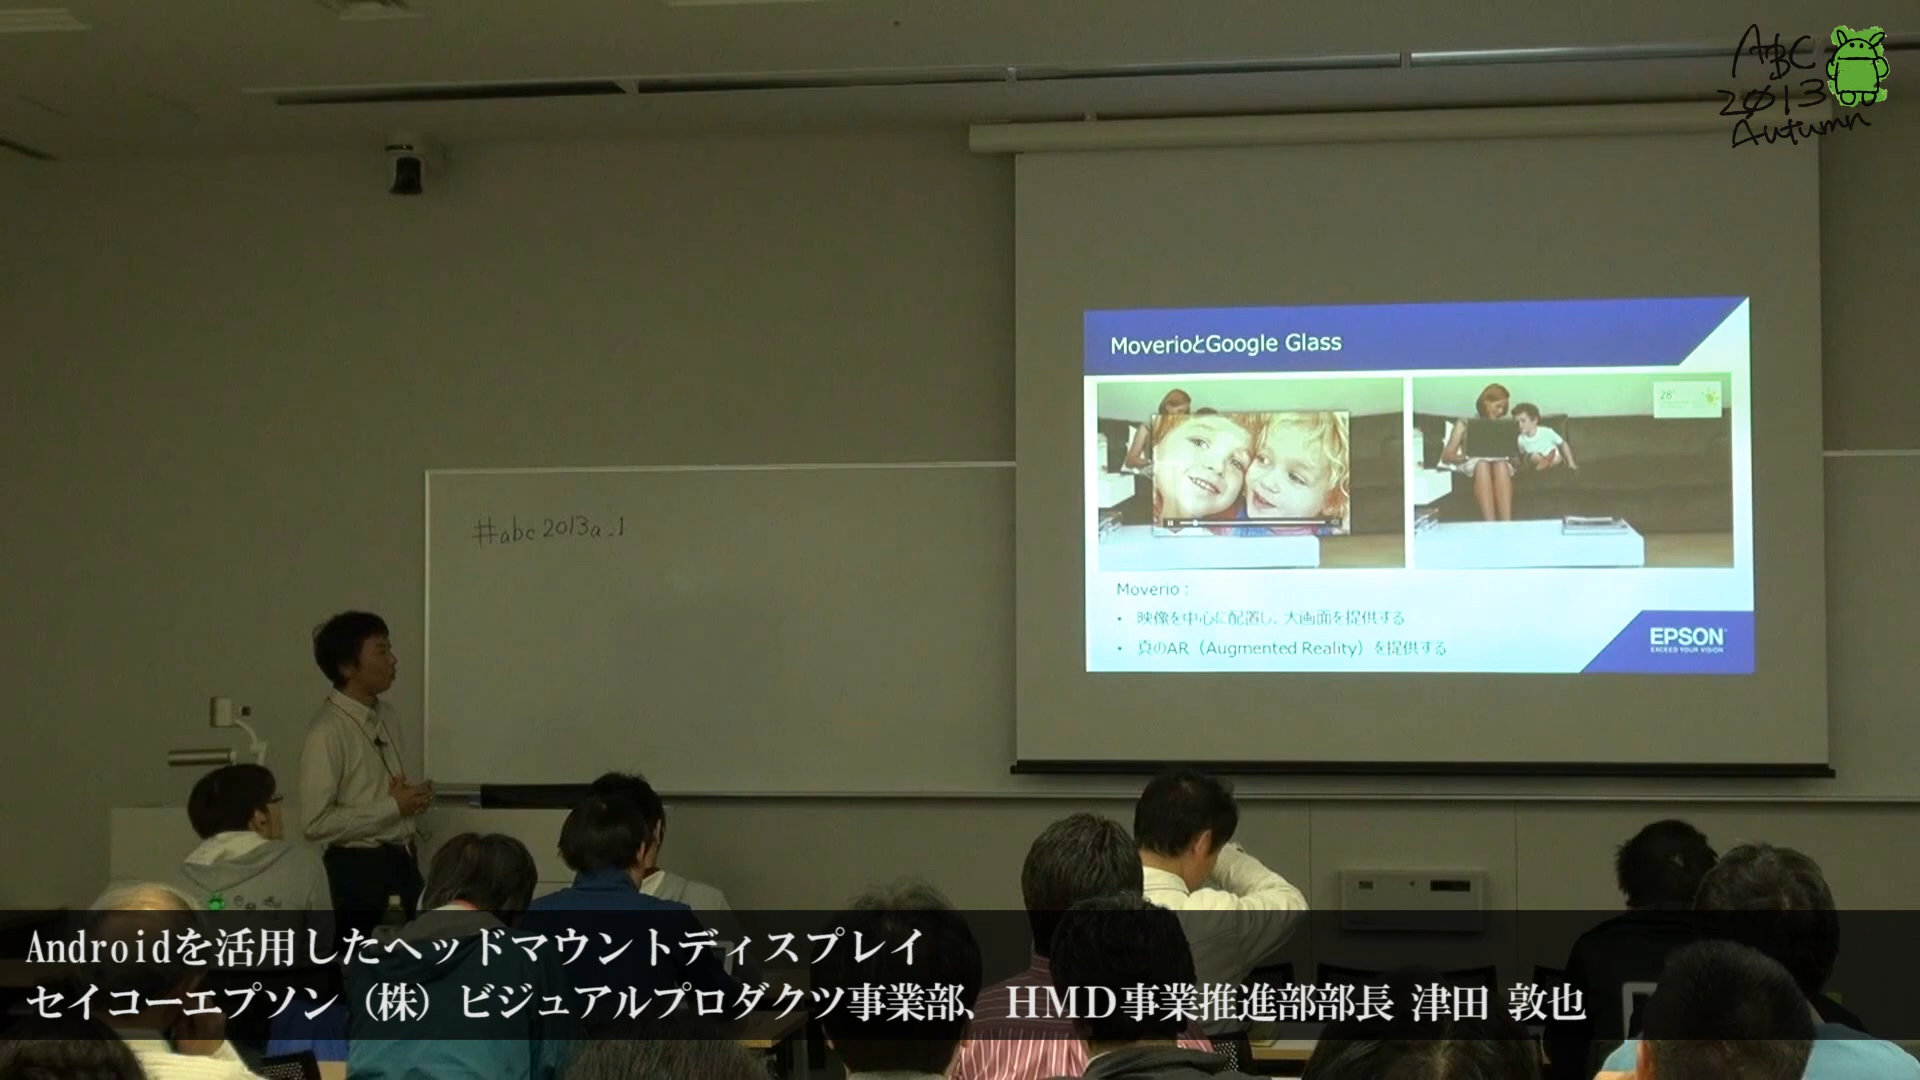 ABC
2013
Autumn
#abc2013a_1
MoverioとGoogle Glass
28°
Moverio：
・ 映像を中心に配置し、大画面を提供する
・ 真のAR（Augmented Reality）を提供する
EPSON
EXCEED YOUR VISION
Androidを活用したヘッドマウントディスプレイ
セイコーエプソン（株）ビジュアルプロダクツ事業部、HMD事業推進部部長 津田 敦也